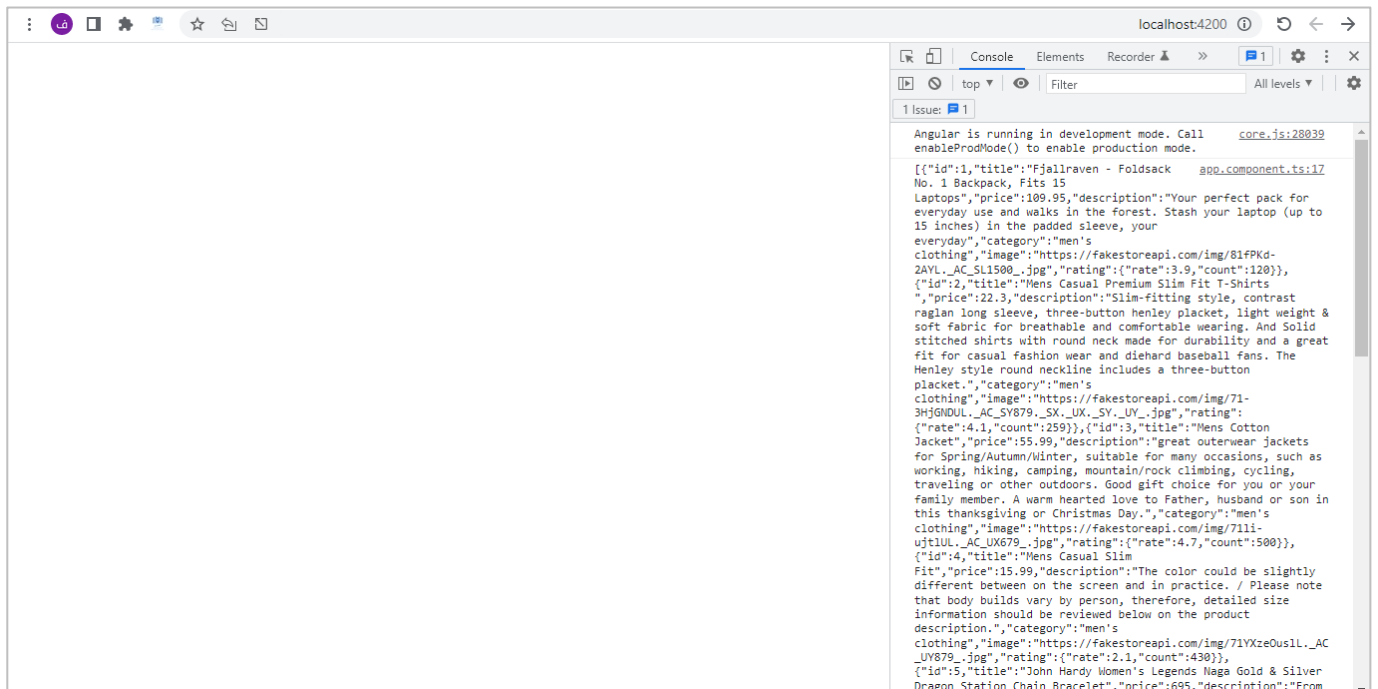 ف
localhost:4200
Console Elements Recorder » 1
top ▼ Filter All levels ▼
1 Issue: 1
Angular is running in development mode. Call core.js:28039
enableProdMode() to enable production mode.
[{"id":1,"title":"Fjallraven - Foldsack app.component.ts:17
No. 1 Backpack, Fits 15
Laptops","price":109.95,"description":"Your perfect pack for
everyday use and walks in the forest. Stash your laptop (up to
15 inches) in the padded sleeve, your
everyday","category":"men's
clothing","image":"https://fakestoreapi.com/img/81fPKd-
2AYL._AC_SL1500_.jpg","rating":{"rate":3.9,"count":120}},
{"id":2,"title":"Mens Casual Premium Slim Fit T-Shirts
","price":22.3,"description":"Slim-fitting style, contrast
raglan long sleeve, three-button henley placket, light weight &
soft fabric for breathable and comfortable wearing. And Solid
stitched shirts with round neck made for durability and a great
fit for casual fashion wear and diehard baseball fans. The
Henley style round neckline includes a three-button
placket.","category":"men's
clothing","image":"https://fakestoreapi.com/img/71-
3HjGNDUL._AC_SY879._SX._UX._SY._UY_.jpg","rating":
{"rate":4.1,"count":259}},{"id":3,"title":"Mens Cotton
Jacket","price":55.99,"description":"great outerwear jackets
for Spring/Autumn/Winter, suitable for many occasions, such as
working, hiking, camping, mountain/rock climbing, cycling,
traveling or other outdoors. Good gift choice for you or your
family member. A warm hearted love to Father, husband or son in
this thanksgiving or Christmas Day.","category":"men's
clothing","image":"https://fakestoreapi.com/img/71li-
ujtlUL._AC_UX679_.jpg","rating":{"rate":4.7,"count":500}},
{"id":4,"title":"Mens Casual Slim
Fit","price":15.99,"description":"The color could be slightly
different between on the screen and in practice. / Please note
that body builds vary by person, therefore, detailed size
information should be reviewed below on the product
description.","category":"men's
clothing","image":"https://fakestoreapi.com/img/71YXzeOuslL._AC
_UY879_.jpg","rating":{"rate":2.1,"count":430}},
{"id":5,"title":"John Hardy Women's Legends Naga Gold & Silver
Dragon Station Chain Bracelet","price":695,"description":"From